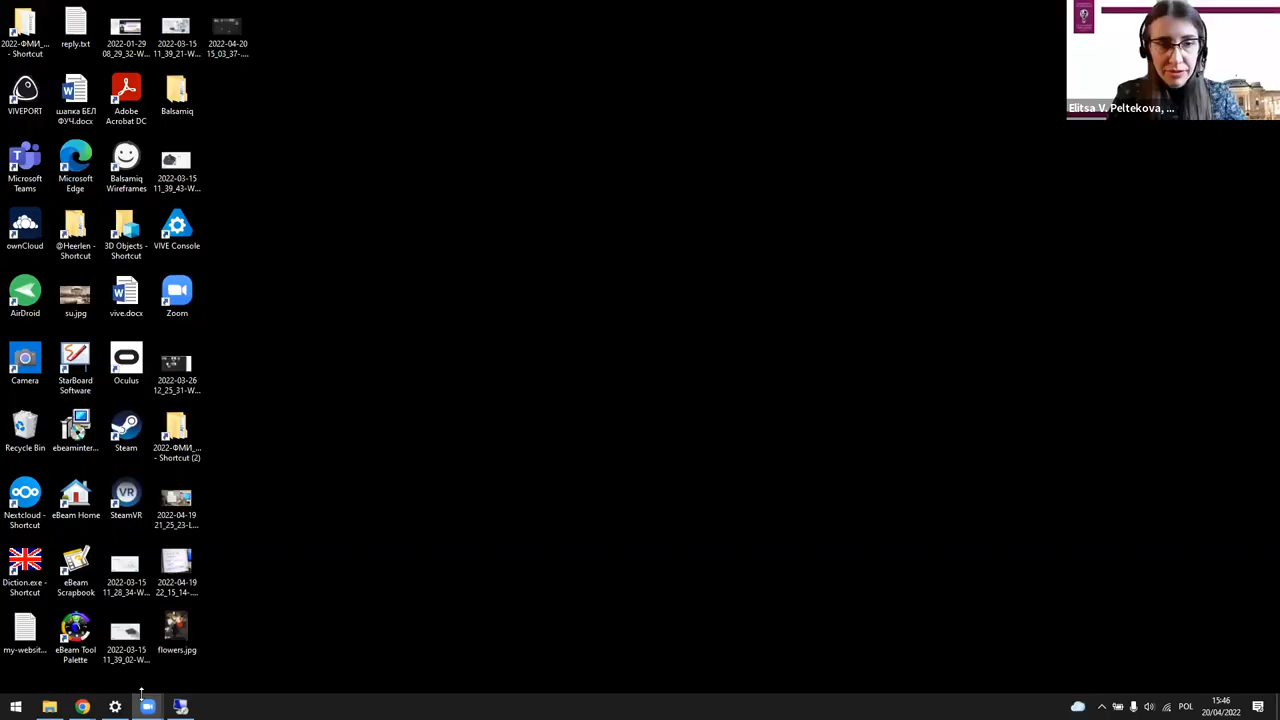 2022-ФМИ_...
- Shortcut
reply.txt
2022-01-29
08_29_32-W...
2022-03-15
11_39_21-W...
2022-04-20
15_03_37-...
VIVEPORT
шапка БЕЛ
ФУЧ.docx
Adobe
Acrobat DC
Balsamiq
Microsoft
Teams
Microsoft
Edge
Balsamiq
Wireframes
2022-03-15
11_39_43-W...
ownCloud
@Heerlen -
Shortcut
3D Objects -
Shortcut
VIVE Console
AirDroid
su.jpg
vive.docx
Zoom
Camera
StarBoard
Software
Oculus
2022-03-26
12_25_31-W...
Recycle Bin
ebeaminter...
Steam
2022-ФМИ_...
- Shortcut (2)
Nextcloud -
Shortcut
eBeam Home
SteamVR
2022-04-19
21_25_23-L...
Diction.exe -
Shortcut
eBeam
Scrapbook
2022-03-15
11_28_34-W...
2022-04-19
22_15_14-....
my-websit...
eBeam Tool
Palette
2022-03-15
11_39_02-W...
flowers.jpg
Elitsa V. Peltekova, ...
РОЛ
15:46
20/04/2022